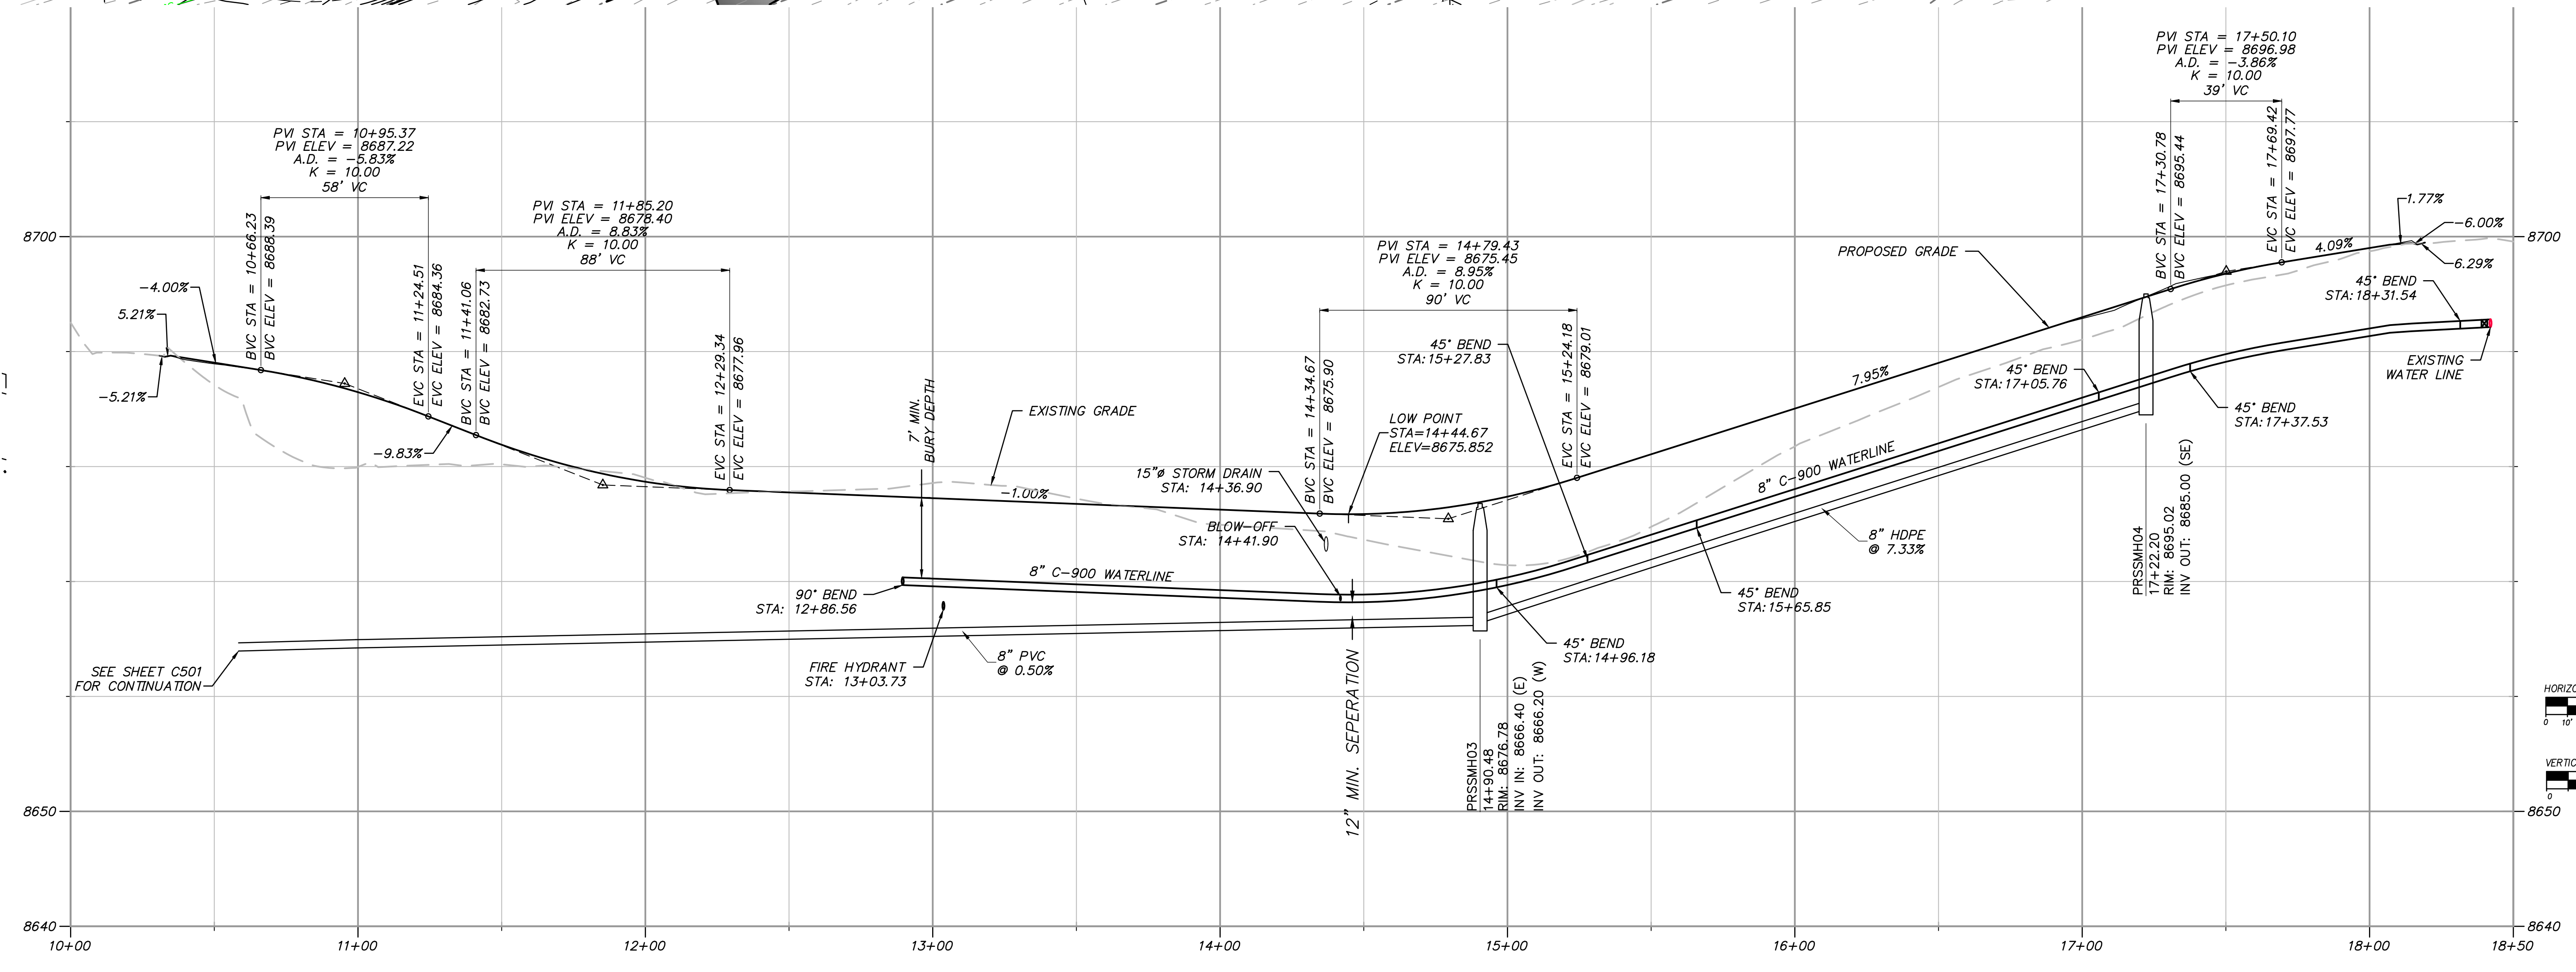 PVI STA = 10+95.37
PVI ELEV = 8687.22
A.D. = -5.83%
K = 10.00
58' VC
BVC STA = 10+66.23
BVC ELEV = 8688.39
EVC STA = 11+24.51
EVC ELEV = 8684.36
PVI STA = 11+85.20
PVI ELEV = 8678.40
A.D. = 8.83%
K = 10.00
88' VC
BVC STA = 11+41.06
BVC ELEV = 8682.73
EVC STA = 12+29.34
EVC ELEV = 8677.96
PVI STA = 14+79.43
PVI ELEV = 8675.45
A.D. = 8.95%
K = 10.00
90' VC
BVC STA = 14+34.67
BVC ELEV = 8675.90
EVC STA = 15+24.18
EVC ELEV = 8679.01
PVI STA = 17+50.10
PVI ELEV = 8696.98
A.D. = -3.86%
K = 10.00
39' VC
BVC STA = 17+30.78
BVC ELEV = 8695.44
EVC STA = 17+69.42
EVC ELEV = 8697.77
8700
8700
5.21%
-4.00%
-5.21%
-9.83%
7' MIN.
BURY DEPTH
EXISTING GRADE
-1.00%
15"ø STORM DRAIN
STA: 14+36.90
BLOW-OFF
STA: 14+41.90
LOW POINT
STA=14+44.67
ELEV=8675.852
45° BEND
STA:15+27.83
PROPOSED GRADE
7.95%
4.09%
1.77%
-6.00%
-6.29%
45° BEND
STA:18+31.54
EXISTING
WATER LINE
45° BEND
STA:17+05.76
45° BEND
STA:17+37.53
8" C-900 WATERLINE
8" C-900 WATERLINE
90° BEND
STA: 12+86.56
FIRE HYDRANT
STA: 13+03.73
8" PVC
@ 0.50%
SEE SHEET C501
FOR CONTINUATION
12" MIN. SEPERATION
45° BEND
STA:14+96.18
45° BEND
STA:15+65.85
8" HDPE
@ 7.33%
PRSSMH03
14+90.48
RIM: 8676.78
INV IN: 8666.40 (E)
INV OUT: 8666.20 (W)
PRSSMH04
17+22.20
RIM: 8695.02
INV OUT: 8685.00 (SE)
HORIZO
0 10'
VERTIC
0
8650
8650
8640
8640
10+00
11+00
12+00
13+00
14+00
15+00
16+00
17+00
18+00
18+50